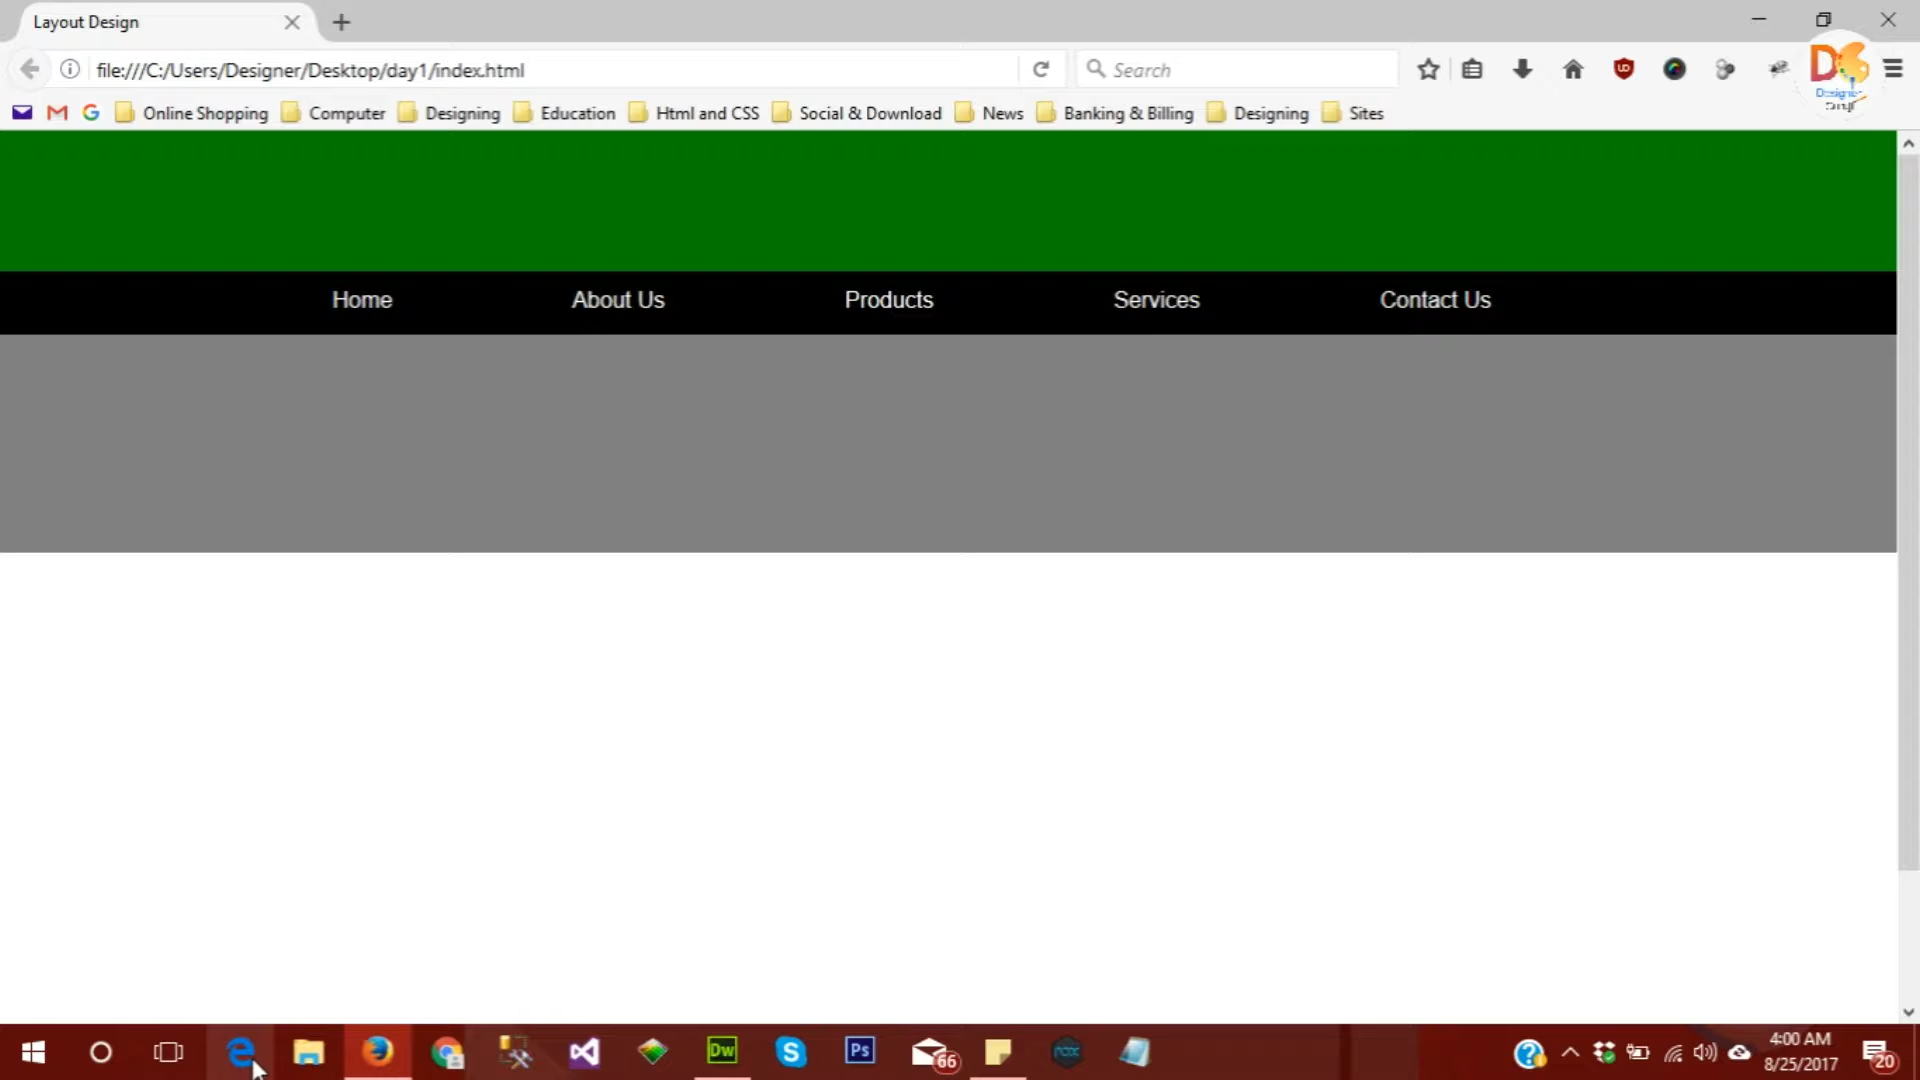 Layout Design
file:///C:/Users/Designer/Desktop/day1/index.html
Search
Online Shopping Computer Designing Education Html and CSS Social & Download News Banking & Billing Designing Sites
Home About Us Products Services Contact Us
Dw
Ps
66
4:00 AM
8/25/2017
20